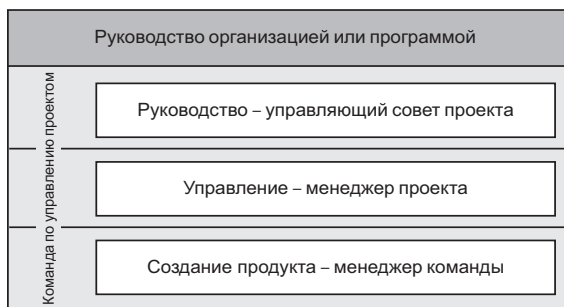 Руководство организацией или программой
Команда по управлению проектом
Руководство – управляющий совет проекта
Управление – менеджер проекта
Создание продукта – менеджер команды